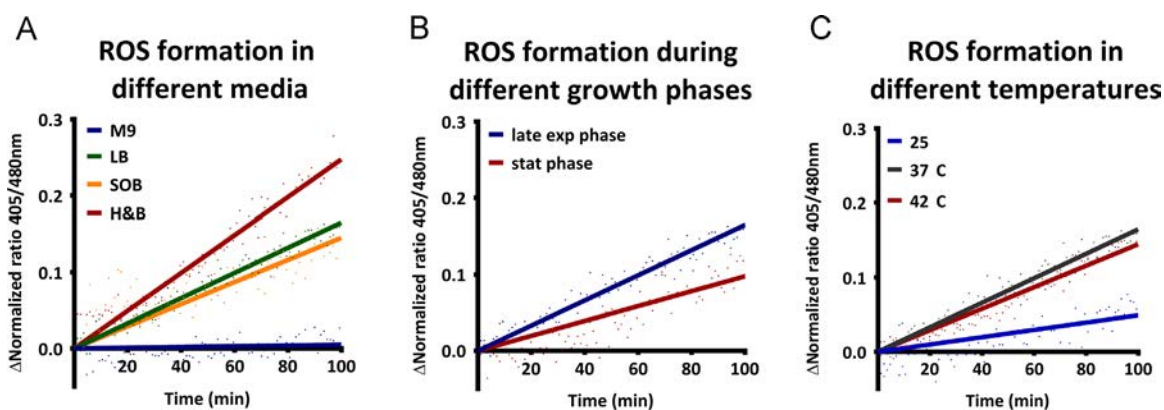 A
ROS formation in
different media
ΔNormalized ratio 405/480nm
0.3
0.2
0.1
0.0
M9
LB
SOB
H&B
20 40 60 80 100
Time (min)
B
ROS formation during
different growth phases
ΔNormalized ratio 405/480nm
0.3
0.2
0.1
0.0
late exp phase
stat phase
20 40 60 80 100
Time (min)
C
ROS formation in
different temperatures
ΔNormalized ratio 405/480nm
0.3
0.2
0.1
0.0
25
37 C
42 C
20 40 60 80 100
Time (min)